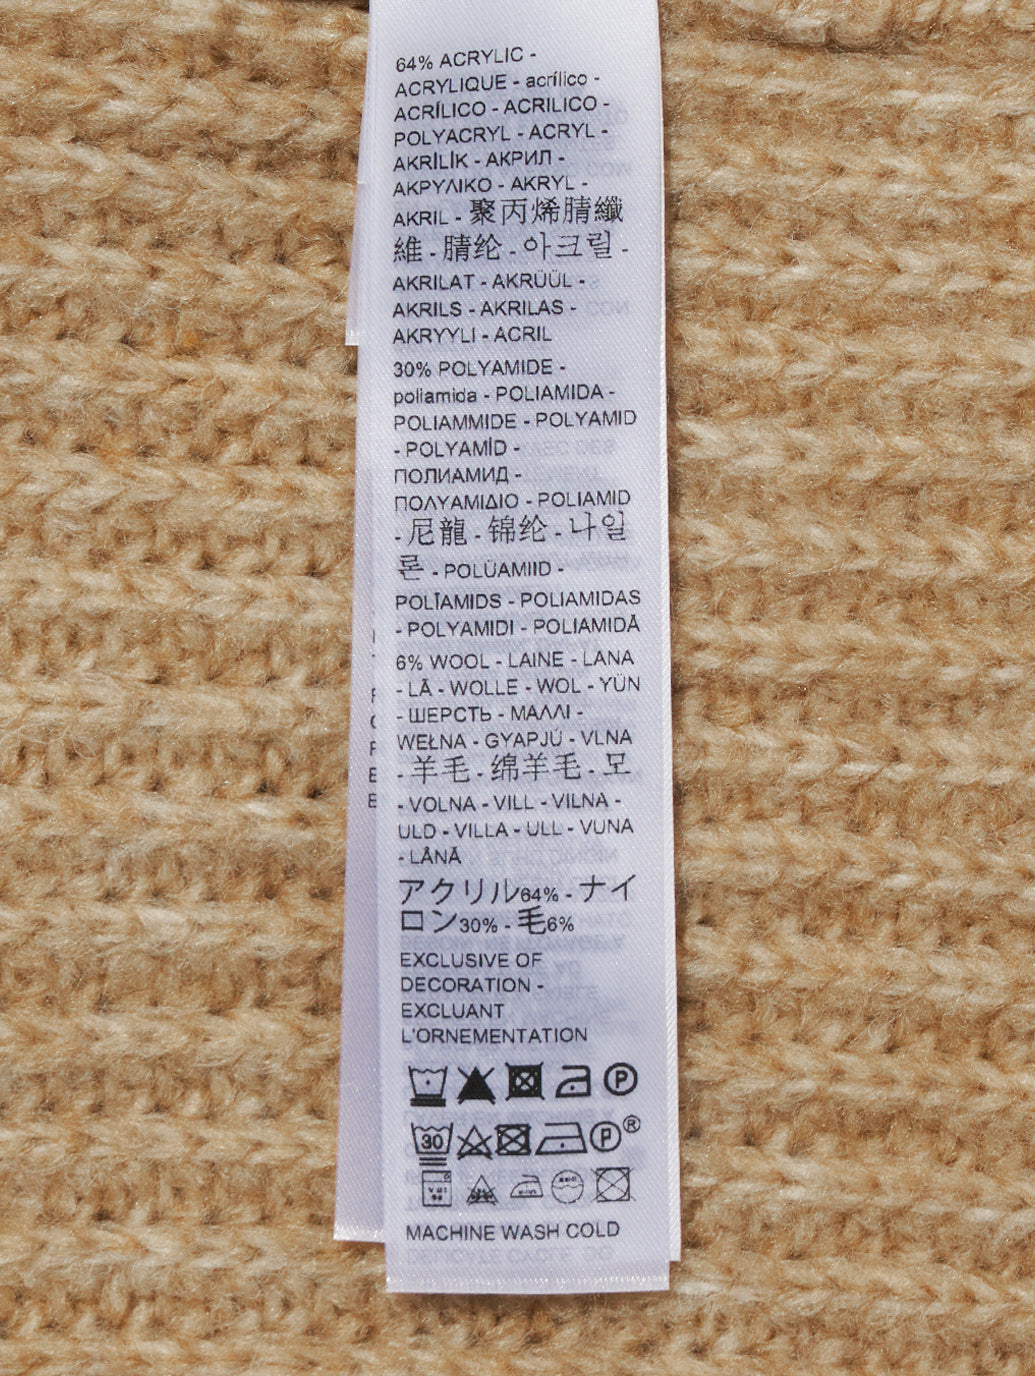 64% ACRYLIC -
ACRYLIQUE - acrílico -
ACRÍLICO - ACRILICO -
POLYACRYL - ACRYL -
AKRİLİK - АКРИЛ -
ΑΚΡΥΛΙΚΟ - AKRYL -
AKRIL - 聚丙烯腈纖
維 - 腈纶 - 아크릴 -
AKRILAT - AKRÜÜL -
AKRILS - AKRILAS -
AKRYYLI - ACRIL
30% POLYAMIDE -
poliamida - POLIAMIDA -
POLIAMMIDE - POLYAMID
- POLYAMİD -
ПОЛИАМИД -
ΠΟΛΥΑΜΙΔΙΟ - POLIAMID
- 尼龍 - 锦纶 - 나일
론 - POLÜAMIID -
POLĪAMIDS - POLIAMIDAS
- POLYAMIDI - POLIAMIDĂ
6% WOOL - LAINE - LANA
- LÃ - WOLLE - WOL - YÜN
- ШЕРСТЬ - ΜΑΛΛΙ -
WEŁNA - GYAPJÚ - VLNA
- 羊毛 - 绵羊毛 - 모
- VOLNA - VILL - VILNA -
ULD - VILLA - ULL - VUNA
- LÂNĂ
アクリル64% - ナイ
ロン30% - 毛6%
EXCLUSIVE OF
DECORATION -
EXCLUANT
L'ORNEMENTATION
P
30 P®
MACHINE WASH COLD